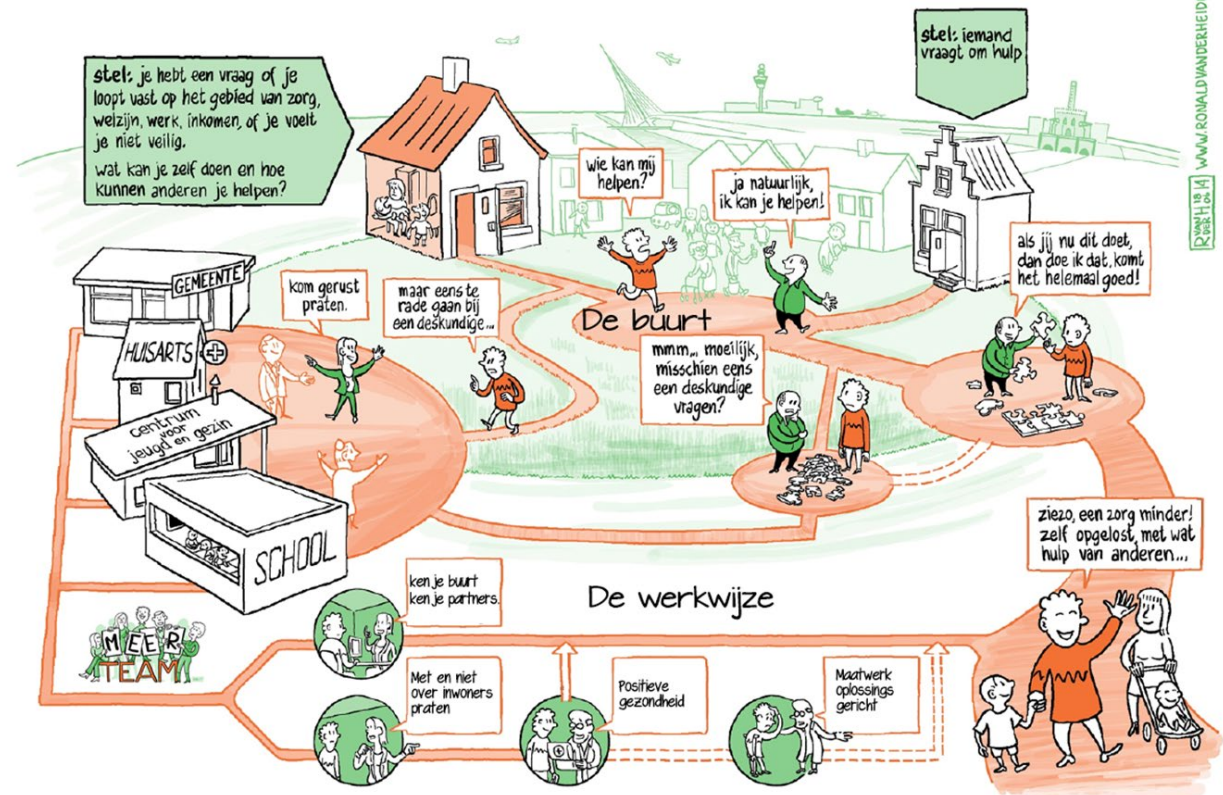 stel: je hebt een vraag of je
loopt vast op het gebied van zorg,
welzijn, werk, inkomen, of je voelt
je niet veilig.
wat kan je zelf doen en hoe
kunnen anderen je helpen?
stel: iemand
vraagt om hulp
WWW.RONALDVANDERHEID
wie kan mij
helpen?
ja natuurlijk,
ik kan je helpen!
als jij nu dit doet,
dan doe ik dat, komt
het helemaal goed!
GEMEENTE
kom gerust
praten.
maar eens te
rade gaan bij
een deskundige...
De buurt
HUISARTS
mmm... moeilijk,
misschien eens
een deskundige
vragen?
centrum
voor
jeugd en gezin
SCHOOL
ziezo, een zorg minder!
zelf opgelost, met wat
hulp van anderen...
De werkwijze
ken je buurt
ken je partners.
MEER
TEAM
Met en niet
over inwoners
praten
Positieve
gezondheid
Maatwerk
oplossings
gericht